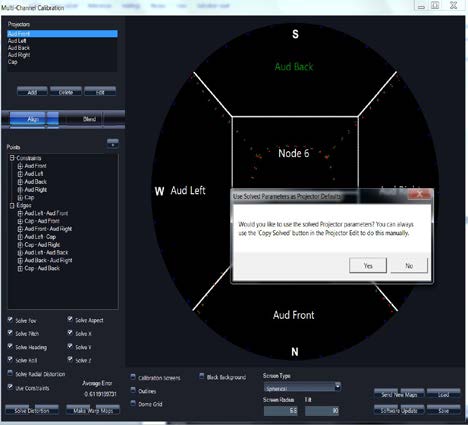 Multi-Channel Calibration
Projectors
Aud Front
Aud Left
Aud Back
Aud Right
Cap
Add
Delete
Edit
Align
Blend
Points
Constraints
Aud Front
Aud Left
Aud Back
Aud Right
Cap
Edges
Aud Left- Aud Front
Cap - Aud Front
Aud Front - Aud Right
Aud Left - Cap
Cap - Aud Right
Aud Left - Aud Back
Aud Back - Aud Right
Cap - Aud Back
Solve Fov
Solve Aspect
Solve Pitch
Solve X
Solve Heading
Solve Y
Solve Roll
Solve Z
Solve Radial Distortion
Use Constraints
Average Error
0.6119199731
Solve Distortion
Make Warp Maps
S
Aud Back
Node 6
W Aud Left
Aud Front
N
Use Solved Parameters as Projector Defaults
Would you like to use the solved Projector parameters? You can always
use the 'Copy Solved' button in the Projector Edit to do this manually.
Yes
No
Calibration Screens
Black Background
Outlines
Dome Grid
Screen Type
Spherical
Screen Radius
Tilt
90
Send New Maps
Load
Software Update
Save